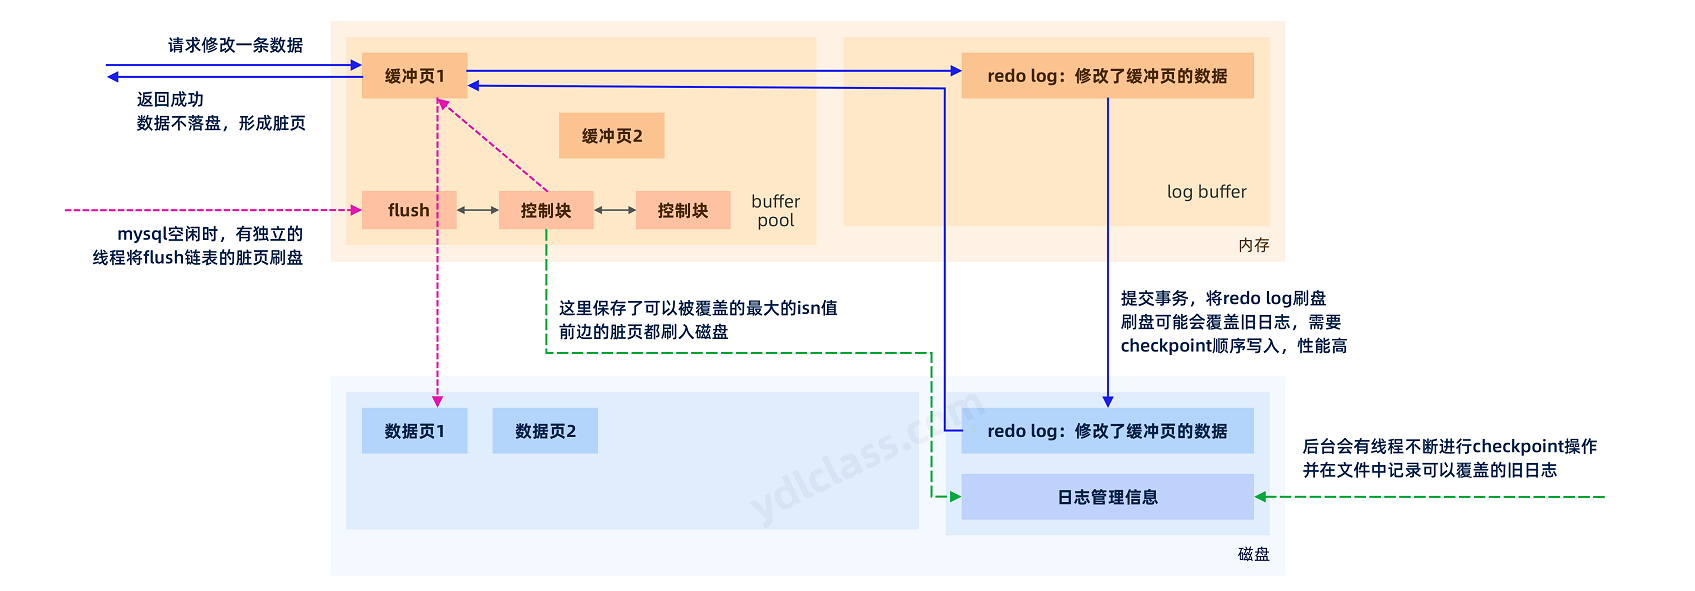 请求修改一条数据
缓冲页1
redo log：修改了缓冲页的数据
返回成功
数据不落盘，形成脏页
缓冲页2
log buffer
flush
控制块
控制块
buffer
pool
mysql空闲时，有独立的
线程将flush链表的脏页刷盘
内存
这里保存了可以被覆盖的最大的isn值
前边的脏页都刷入磁盘
提交事务，将redo log刷盘
刷盘可能会覆盖旧日志，需要
checkpoint顺序写入，性能高
数据页1
数据页2
redo log：修改了缓冲页的数据
ydlclass.com
后台会有线程不断进行checkpoint操作
并在文件中记录可以覆盖的旧日志
日志管理信息
磁盘